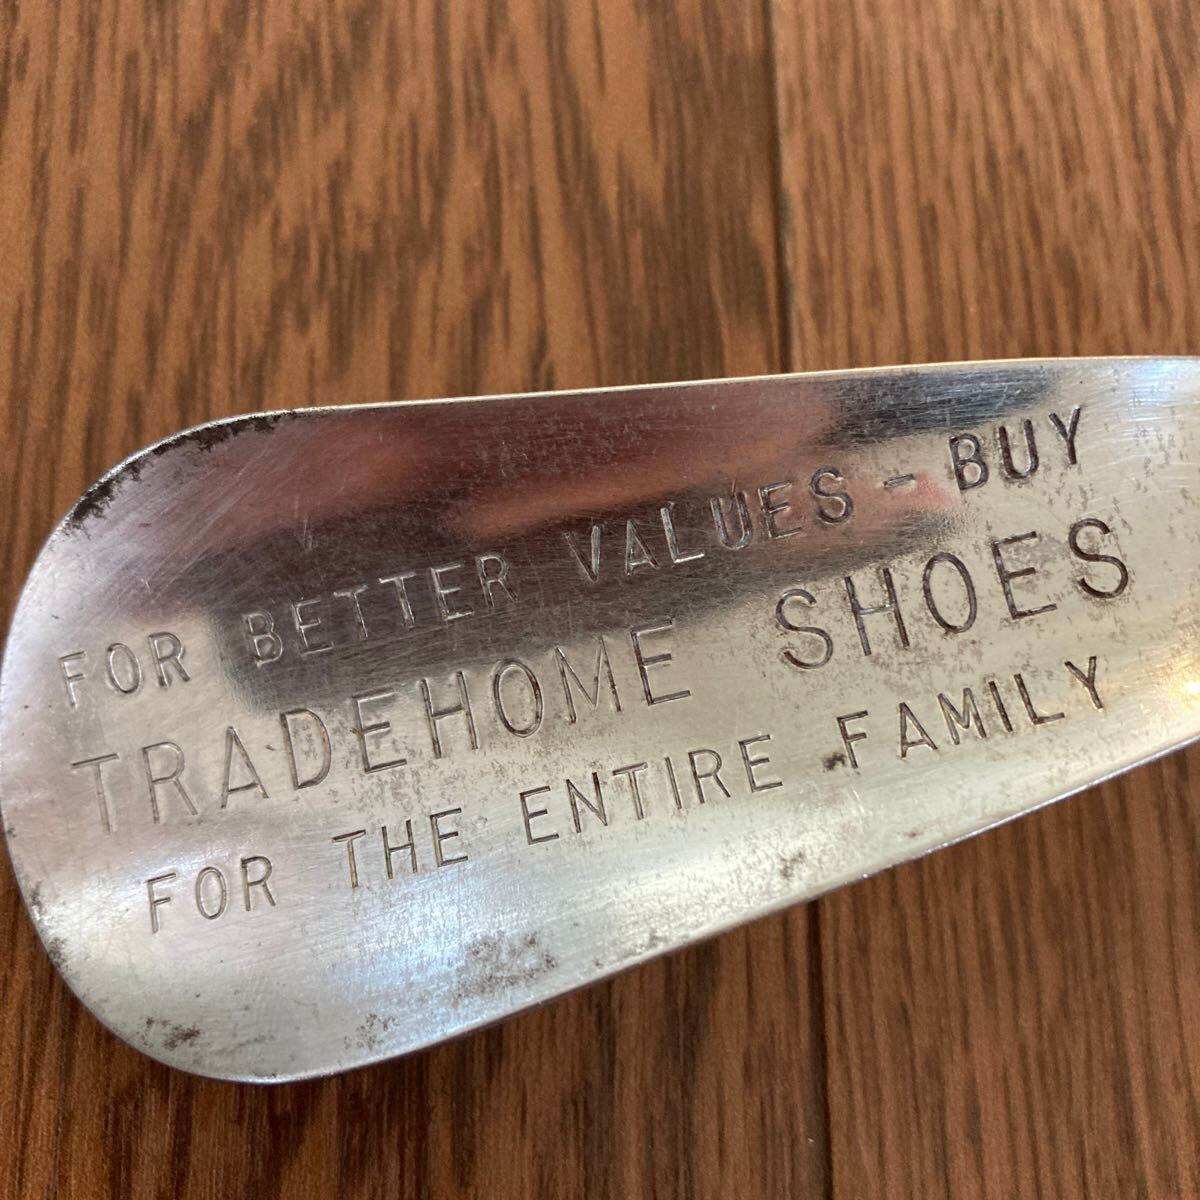 FOR BETTER VALUES - BUY
TRADEHOME SHOES
FOR THE ENTIRE FAMILY